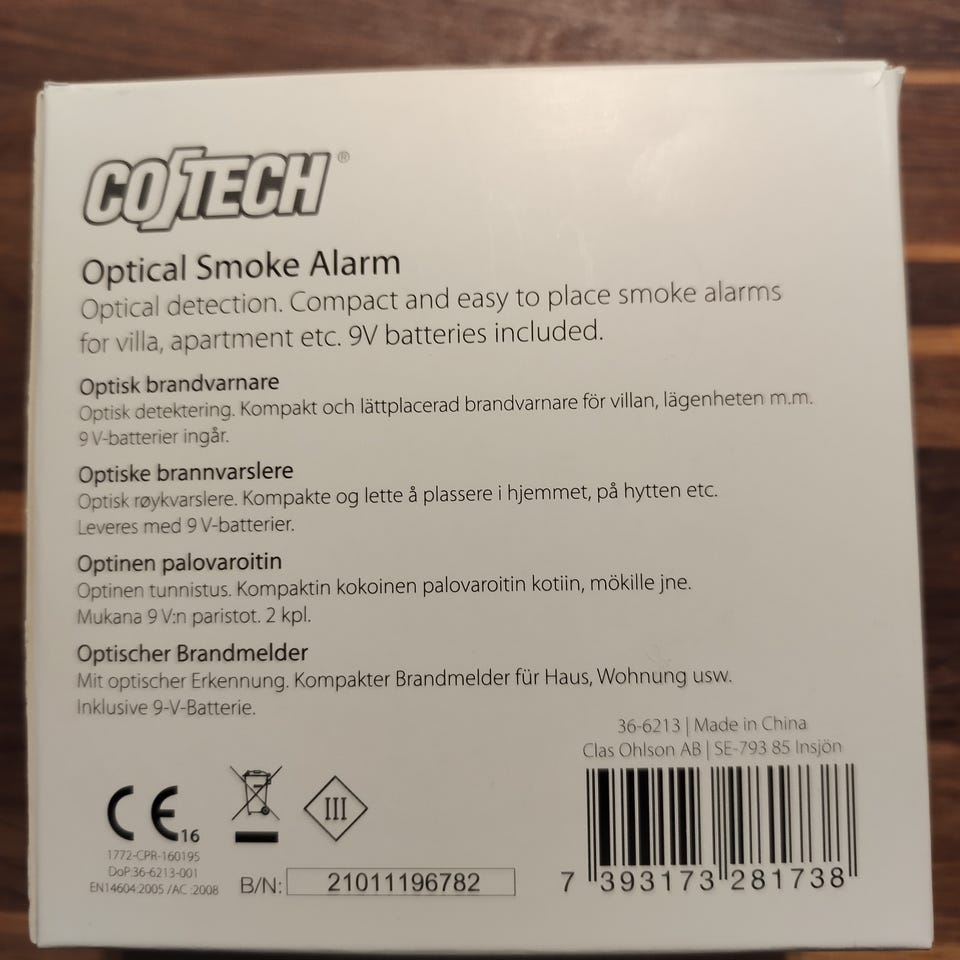 CO/TECH®
Optical Smoke Alarm
Optical detection. Compact and easy to place smoke alarms
for villa, apartment etc. 9V batteries included.
Optisk brandvarnare
Optisk detektering. Kompakt och lättplacerad brandvarnare för villan, lägenheten m.m.
9 V-batterier ingår.
Optiske brannvarslere
Optisk røykvarslere. Kompakte og lette å plassere i hjemmet, på hytten etc.
Leveres med 9 V-batterier.
Optinen palovaroitin
Optinen tunnistus. Kompaktin kokoinen palovaroitin kotiin, mökille jne.
Mukana 9 V:n paristot. 2 kpl.
Optischer Brandmelder
Mit optischer Erkennung. Kompakter Brandmelder für Haus, Wohnung usw.
Inklusive 9-V-Batterie.
36-6213 | Made in China
Clas Ohlson AB | SE-793 85 Insjön
CE 16
III
1772-CPR-160195
DoP:36-6213-001
EN14604:2005 /AC :2008
B/N: 21011196782
7 393173 281738